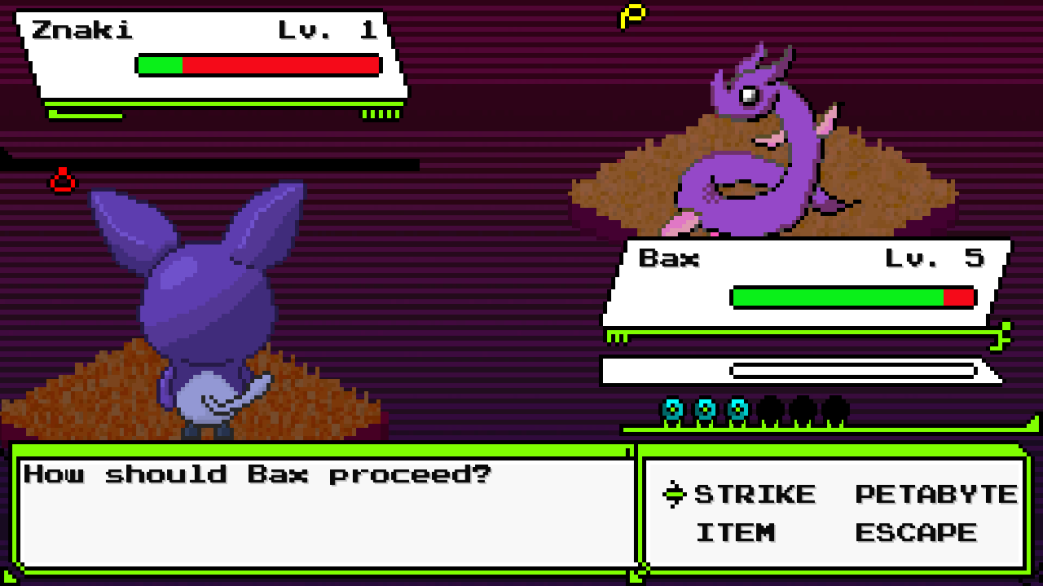 Znaki Lv. 1
Bax Lv. 5
How should Bax proceed?
STRIKE PETABYTE
ITEM ESCAPE